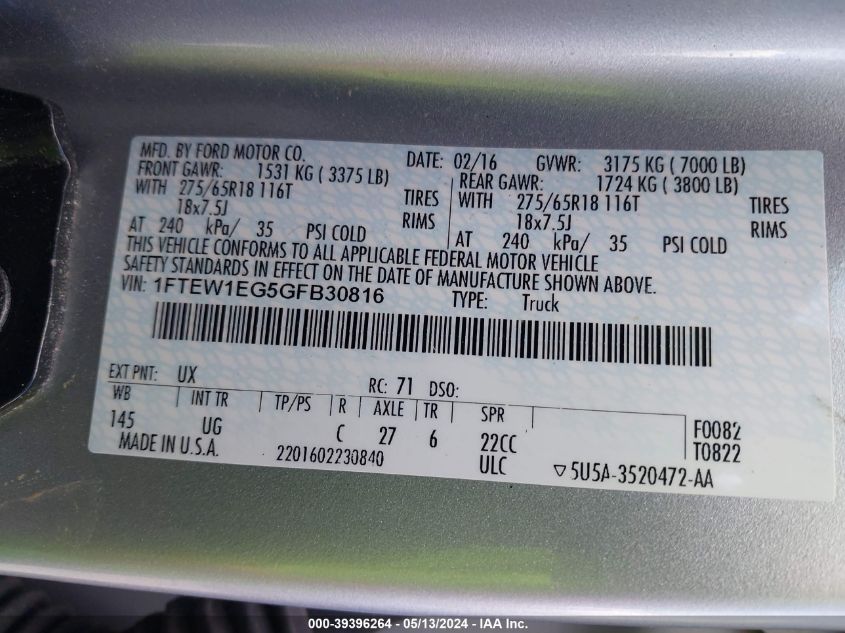 MFD. BY FORD MOTOR CO.
DATE: 02/16 GVWR: 3175 KG ( 7000 LB)
FRONT GAWR: 1531 KG ( 3375 LB)
REAR GAWR: 1724 KG ( 3800 LB)
WITH 275/65R18 116T TIRES
WITH 275/65R18 116T TIRES
18x7.5J RIMS
18x7.5J RIMS
AT 240 kPa/ 35 PSI COLD
AT 240 kPa/ 35 PSI COLD
THIS VEHICLE CONFORMS TO ALL APPLICABLE FEDERAL MOTOR VEHICLE
SAFETY STANDARDS IN EFFECT ON THE DATE OF MANUFACTURE SHOWN ABOVE.
VIN: 1FTEW1EG5GFB30816 TYPE: Truck
EXT PNT: UX RC: 71 DSO:
WB INT TR TP/PS R AXLE TR SPR
145 UG C 27 6 22CC F0082
MADE IN U.S.A. 2201602230840 ULC T0822
▽5U5A-3520472-AA
000-39396264 - 05/13/2024 - IAA Inc.